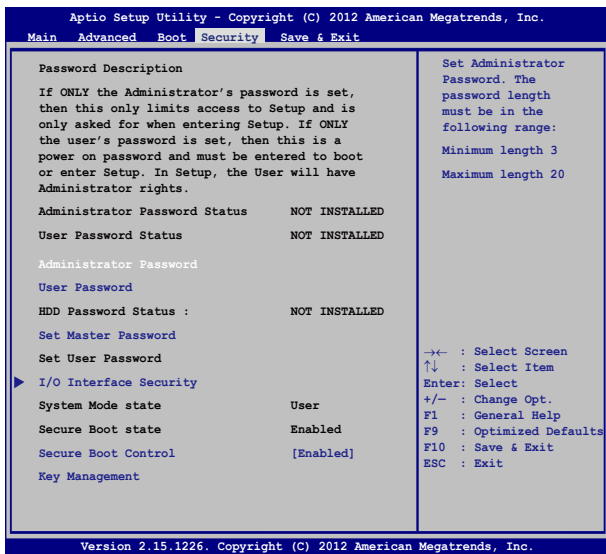 Aptio Setup Utility - Copyright (C) 2012 American Megatrends, Inc.
Main Advanced Boot Security Save & Exit
Password Description
If ONLY the Administrator's password is set,
then this only limits access to Setup and is
only asked for when entering Setup. If ONLY
the user's password is set, then this is a
power on password and must be entered to boot
or enter Setup. In Setup, the User will have
Administrator rights.
Administrator Password Status NOT INSTALLED
User Password Status NOT INSTALLED
Administrator Password
User Password
HDD Password Status : NOT INSTALLED
Set Master Password
Set User Password
I/O Interface Security
System Mode state User
Secure Boot state Enabled
Secure Boot Control [Enabled]
Key Management
Set Administrator
Password. The
password length
must be in the
following range:
Minimum length 3
Maximum length 20
→← : Select Screen
↑↓ : Select Item
Enter: Select
+/— : Change Opt.
F1 : General Help
F9 : Optimized Defaults
F10 : Save & Exit
ESC : Exit
Version 2.15.1226. Copyright (C) 2012 American Megatrends, Inc.